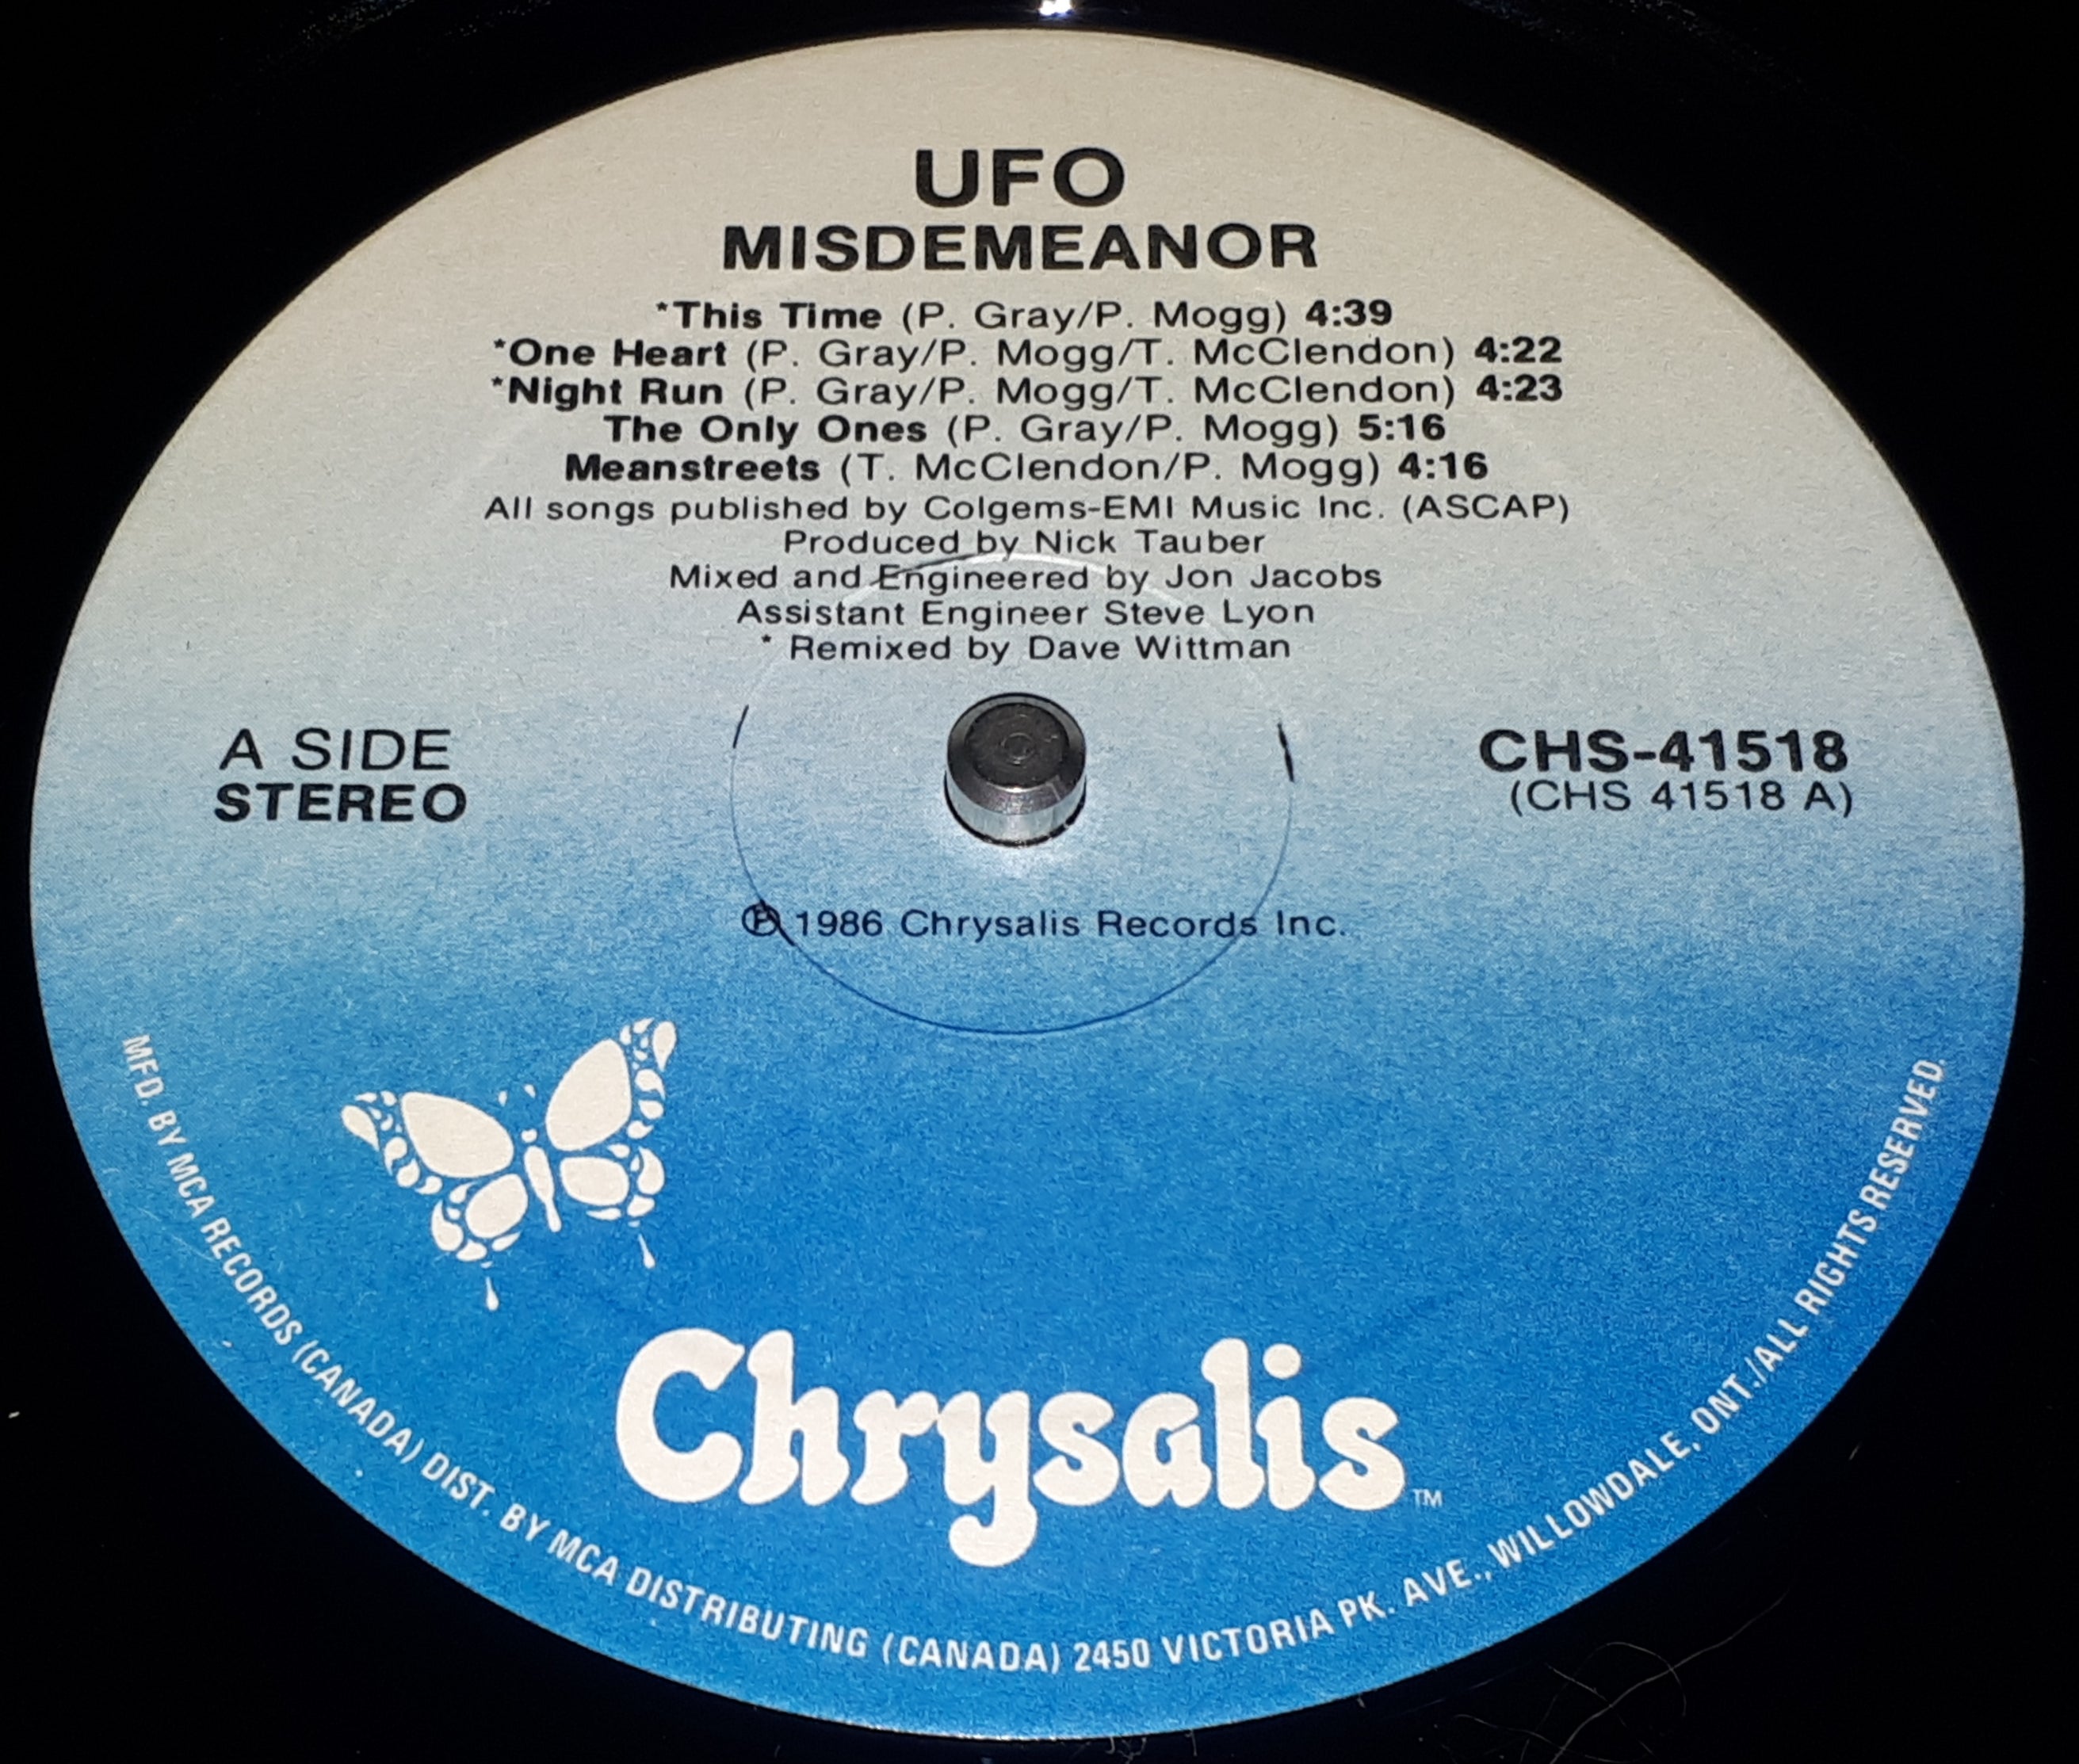 UFO
MISDEMEANOR
*This Time (P. Gray/P. Mogg) 4:39
*One Heart (P. Gray/P. Mogg/T. McClendon) 4:22
*Night Run (P. Gray/P. Mogg/T. McClendon) 4:23
The Only Ones (P. Gray/P. Mogg) 5:16
Meanstreets (T. McClendon/P. Mogg) 4:16
All songs published by Colgems-EMI Music Inc. (ASCAP)
Produced by Nick Tauber
Mixed and Engineered by Jon Jacobs
Assistant Engineer Steve Lyon
* Remixed by Dave Wittman
A SIDE
STEREO
CHS-41518
(CHS 41518 A)
℗ 1986 Chrysalis Records Inc.
Chrysalis™
MFD. BY MCA RECORDS (CANADA) DIST. BY MCA DISTRIBUTING (CANADA) 2450 VICTORIA PK. AVE., WILLOWDALE, ONT./ALL RIGHTS RESERVED.